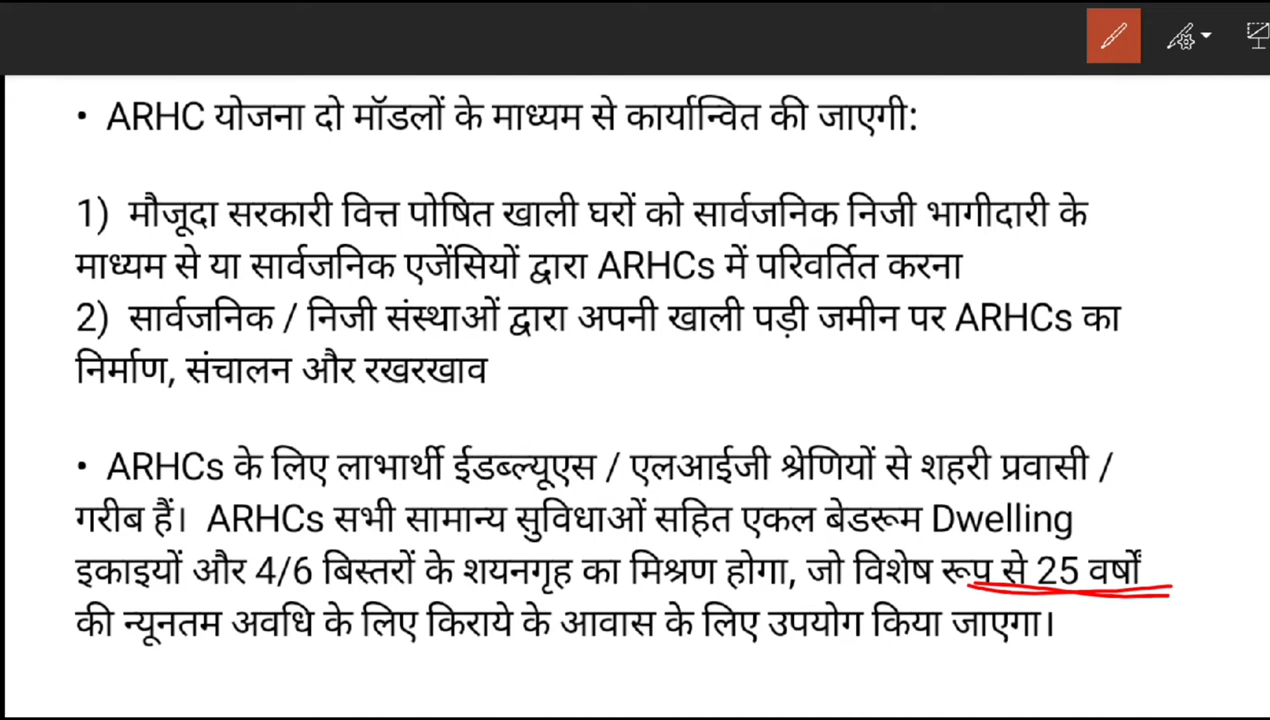 • ARHC योजना दो मॉडलों के माध्यम से कार्यान्वित की जाएगी:
1) मौजूदा सरकारी वित्त पोषित खाली घरों को सार्वजनिक निजी भागीदारी के
माध्यम से या सार्वजनिक एजेंसियों द्वारा ARHCs में परिवर्तित करना
2) सार्वजनिक / निजी संस्थाओं द्वारा अपनी खाली पड़ी जमीन पर ARHCs का
निर्माण, संचालन और रखरखाव
• ARHCs के लिए लाभार्थी ईडब्ल्यूएस / एलआईजी श्रेणियों से शहरी प्रवासी /
गरीब हैं। ARHCs सभी सामान्य सुविधाओं सहित एकल बेडरूम Dwelling
इकाइयों और 4/6 बिस्तरों के शयनगृह का मिश्रण होगा, जो विशेष रूप से 25 वर्षों
की न्यूनतम अवधि के लिए किराये के आवास के लिए उपयोग किया जाएगा।